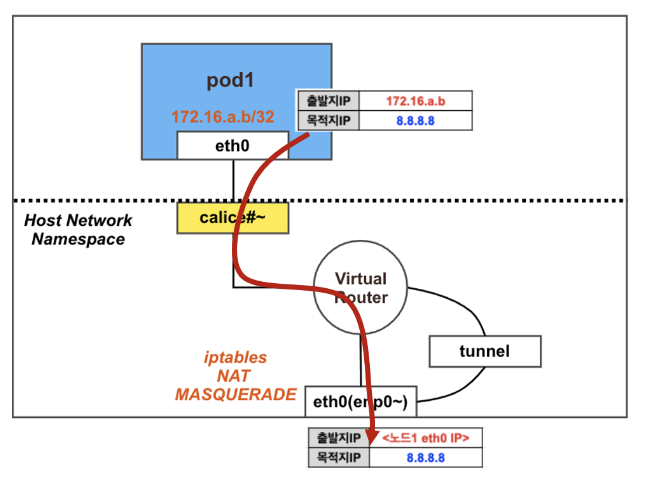 pod1
172.16.a.b/32
출발지IP 172.16.a.b
목적지IP 8.8.8.8
eth0
Host Network
Namespace
calice#~
Virtual
Router
tunnel
iptables
NAT
MASQUERADE
eth0(enp0~)
출발지IP <노드1 eth0 IP>
목적지IP 8.8.8.8